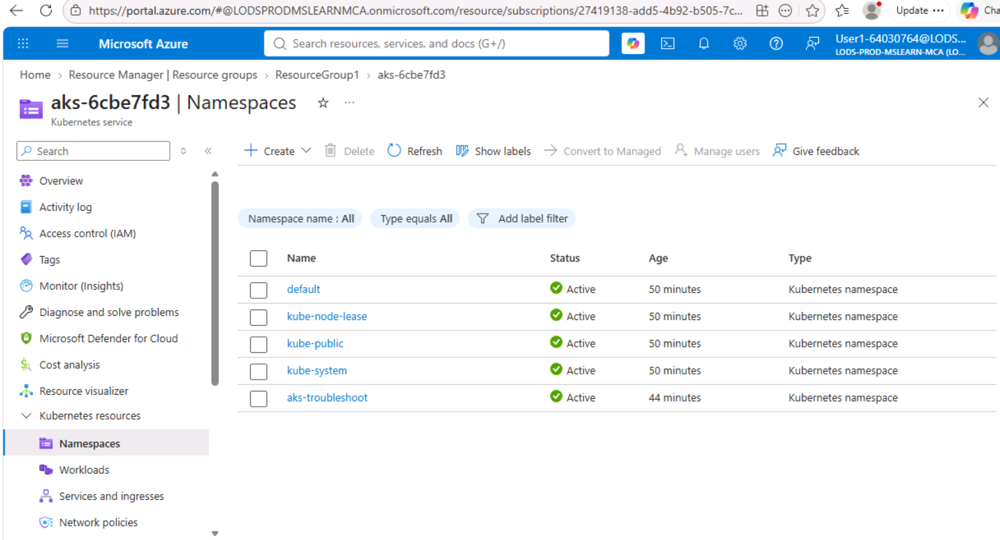 https://portal.azure.com/#@LODSPRODMSLEARNMCA.onmicrosoft.com/resource/subscriptions/27419138-add5-4b92-b505-7c...
Update
Cha
Microsoft Azure
Search resources, services, and docs (G+/)
User1-64030764@LODS...
LODS-PROD-MSLEARN-MCA (LO...
Home > Resource Manager | Resource groups > ResourceGroup1 > aks-6cbe7fd3
aks-6cbe7fd3 | Namespaces
Kubernetes service
Search
Create Delete Refresh Show labels Convert to Managed Manage users Give feedback
Overview
Activity log
Access control (IAM)
Tags
Monitor (Insights)
Diagnose and solve problems
Microsoft Defender for Cloud
Cost analysis
Resource visualizer
Kubernetes resources
Namespaces
Workloads
Services and ingresses
Network policies
Namespace name : All Type equals All Add label filter
Name Status Age Type
default Active 50 minutes Kubernetes namespace
kube-node-lease Active 50 minutes Kubernetes namespace
kube-public Active 50 minutes Kubernetes namespace
kube-system Active 50 minutes Kubernetes namespace
aks-troubleshoot Active 44 minutes Kubernetes namespace